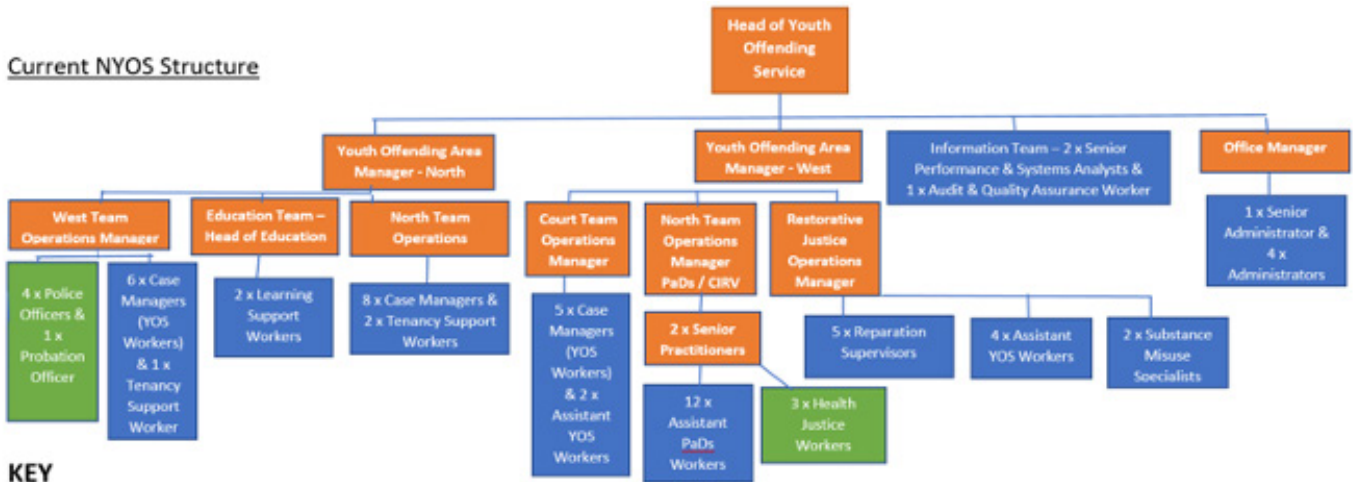 Current NYOS Structure
Head of Youth
Offending
Service
Youth Offending Area
Manager - North
Youth Offending Area
Manager - West
Information Team – 2 x Senior
Performance & Systems Analysts &
1 x Audit & Quality Assurance Worker
Office Manager
West Team
Operations Manager
Education Team –
Head of Education
North Team
Operations
Court Team
Operations
Manager
North Team
Operations
Manager
PaDs / CIRV
Restorative
Justice
Operations
Manager
1 x Senior
Administrator &
4 x
Administrators
4 x Police
Officers &
1 x
Probation
Officer
6 x Case
Managers
(YOS
Workers)
& 1 x
Tenancy
Support
Worker
2 x Learning
Support
Workers
8 x Case Managers &
2 x Tenancy Support
Workers
5 x Case
Managers
(YOS
Workers)
& 2 x
Assistant
YOS
Workers
2 x Senior
Practitioners
5 x Reparation
Supervisors
4 x Assistant
YOS Workers
2 x Substance
Misuse
Specialists
12 x
Assistant
PaDs
Workers
3 x Health
Justice
Workers
KEY